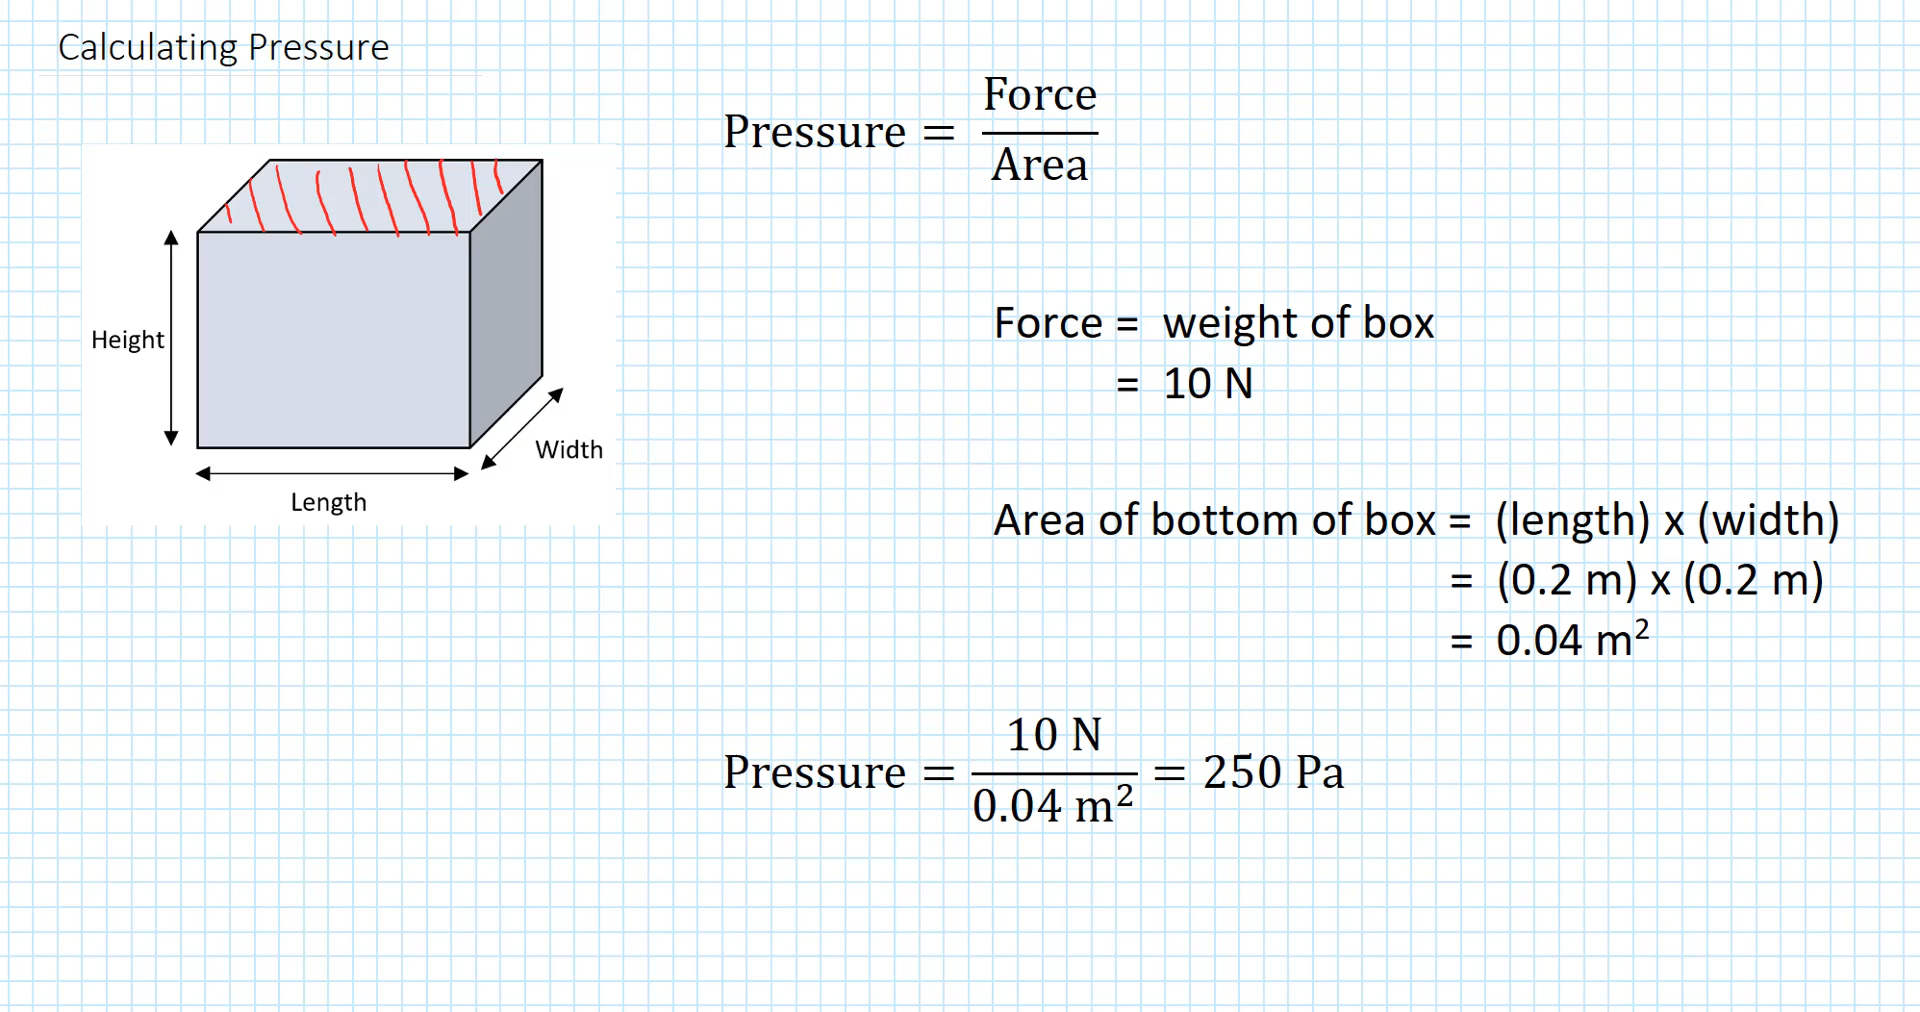 Calculating Pressure
Pressure = Force / Area
Height
Width
Length
Force = weight of box
= 10 N
Area of bottom of box = (length) x (width)
= (0.2 m) x (0.2 m)
= 0.04 m²
Pressure = 10 N / 0.04 m² = 250 Pa